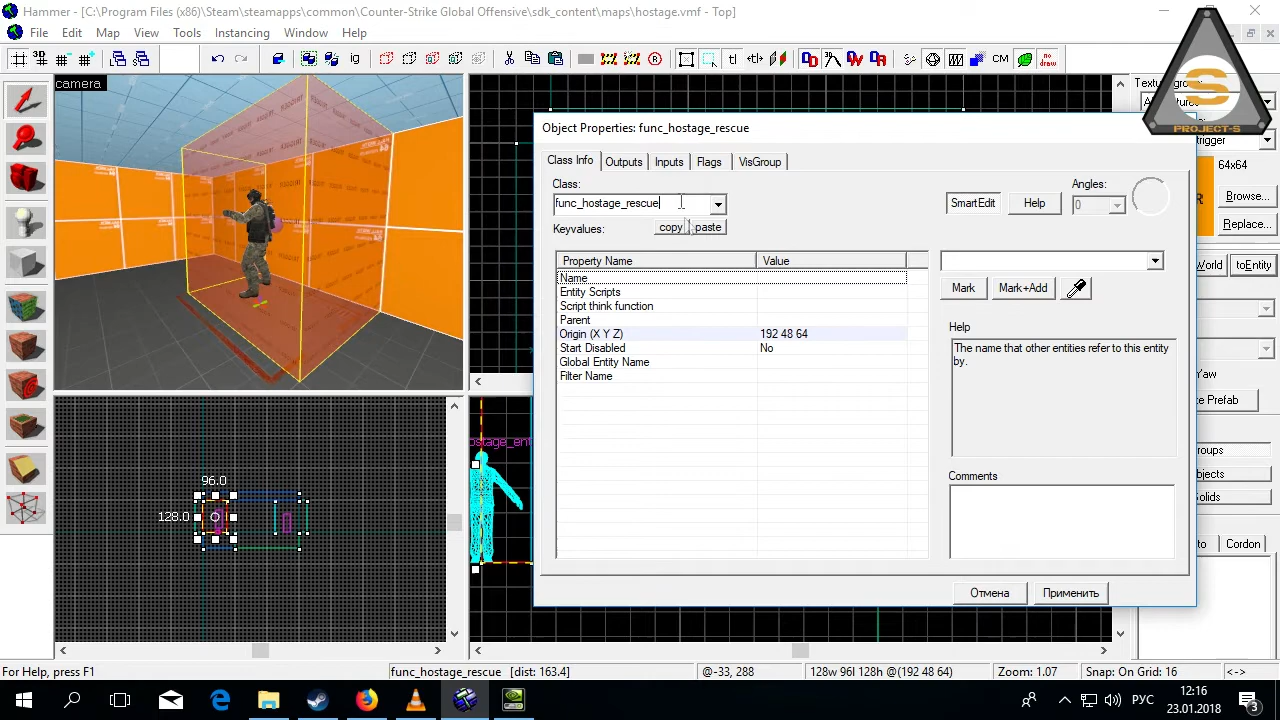 Hammer - [C:\Program Files (x86)\Steam\steamapps\common\Counter-Strike Global Offensive\sdk_content\maps\hostage.vmf - Top]
File Edit Map View Tools Instancing Window Help
camera
Object Properties: func_hostage_rescue
Class Info Outputs Inputs Flags VisGroup
Class:
func_hostage_rescue
copy paste
Keyvalues:
SmartEdit Help
Angles:
0
Property Name Value
Name
Entity Scripts
Script think function
Parent
Origin (X Y Z) 192 48 64
Start Disabled No
Global Entity Name
Filter Name
Mark Mark+Add
Help
The name that other entities refer to this entity
by.
Comments
Отмена Применить
PROJECT-S
64x64
Browse...
Replace...
toEntity
96.0
128.0
For Help, press F1
func_hostage_rescue [dist: 163.4]
@-33, 288
128w 96l 128h @(192 48 64)
Zoom: 1.07
Snap: On Grid: 16
<->
Cordon
РУС
12:16
23.01.2018
3